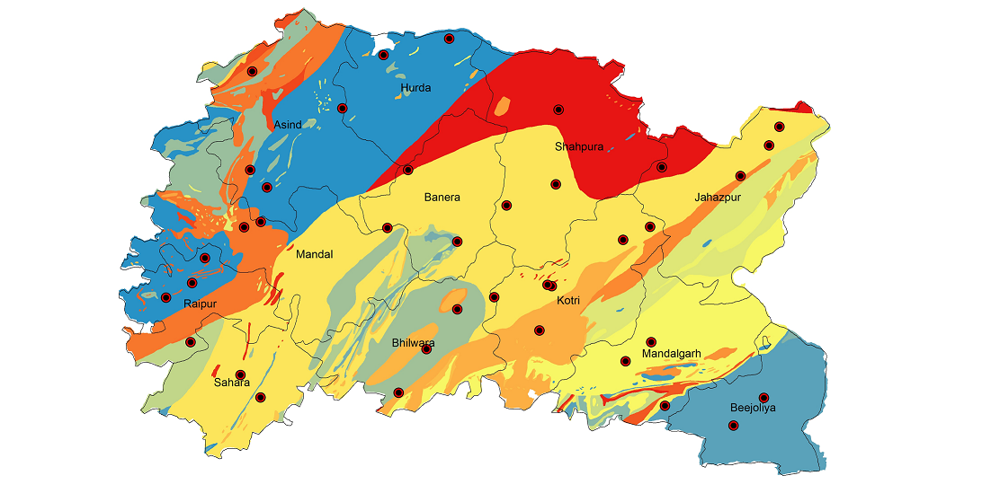 Hurda
Asind
Shahpura
Banera
Jahazpur
Mandal
Raipur
Kotri
Bhilwara
Mandalgarh
Sahara
Beejoliya